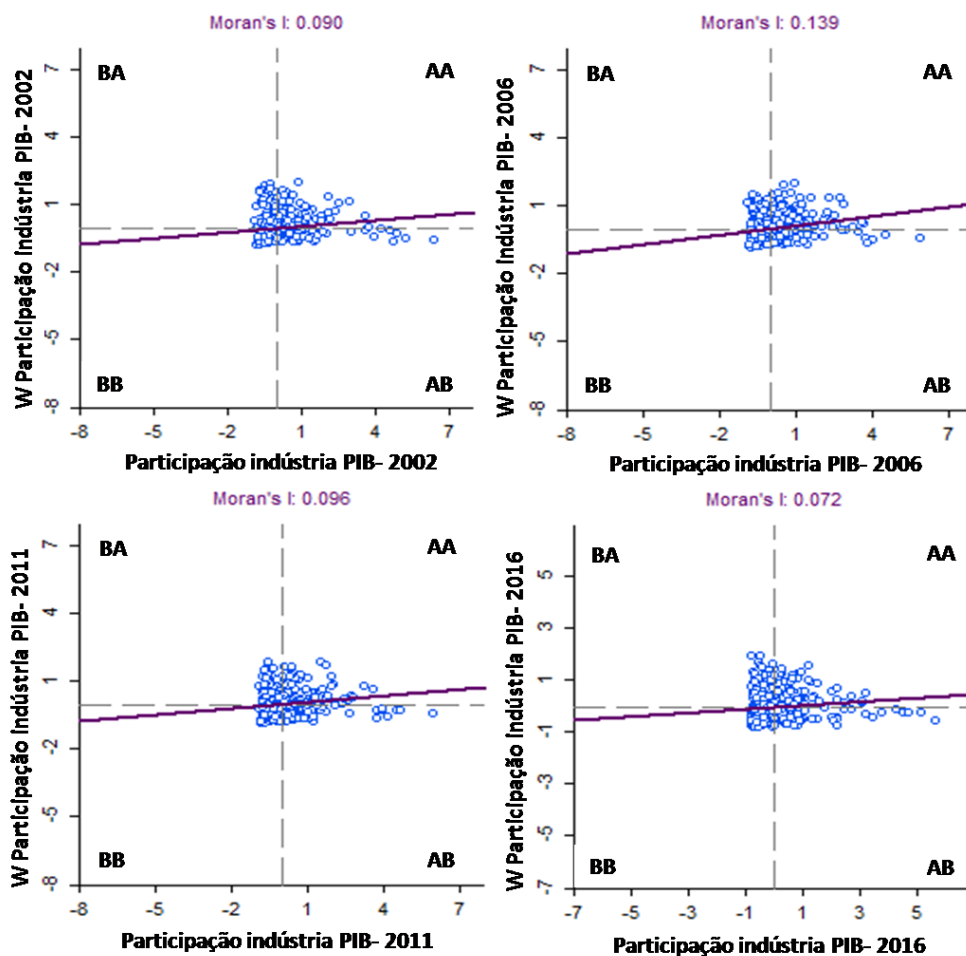 Moran's I: 0.090
7
4
1
-2
-5
-8
W Participação Indústria PIB- 2002
BA
AA
BB
AB
-8 -5 -2 1 4 7
Participação indústria PIB- 2002
Moran's I: 0.139
7
4
1
-2
-5
-8
W Participação Indústria PIB- 2006
BA
AA
BB
AB
-8 -5 -2 1 4 7
Participação indústria PIB- 2006
Moran's I: 0.096
7
4
1
-2
-5
-8
W Participação Indústria PIB- 2011
BA
AA
BB
AB
-8 -5 -2 1 4 7
Participação indústria PIB- 2011
Moran's I: 0.072
5
3
1
-1
-3
-5
-7
W Participação Indústria PIB- 2016
BA
AA
BB
AB
-7 -5 -3 -1 1 3 5
Participação indústria PIB- 2016